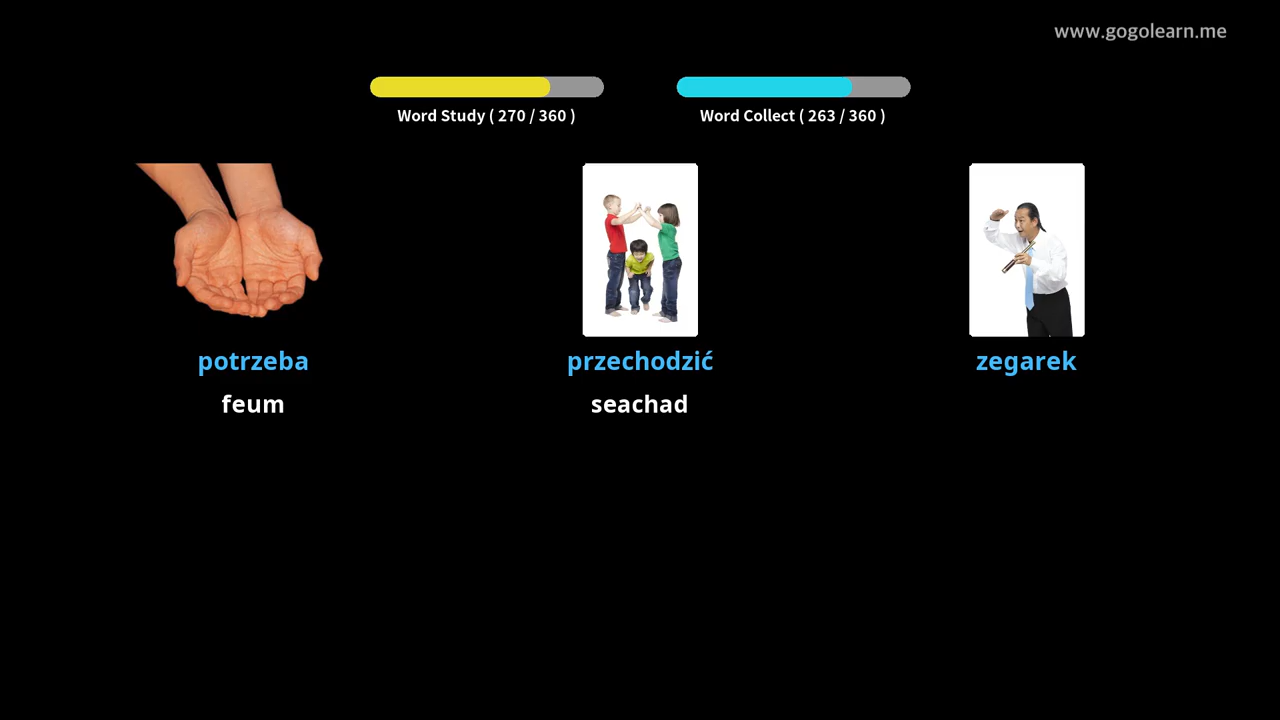 www.gogolearn.me
Word Study ( 270 / 360 )
Word Collect ( 263 / 360 )
potrzeba
przechodzić
zegarek
feum
seachad